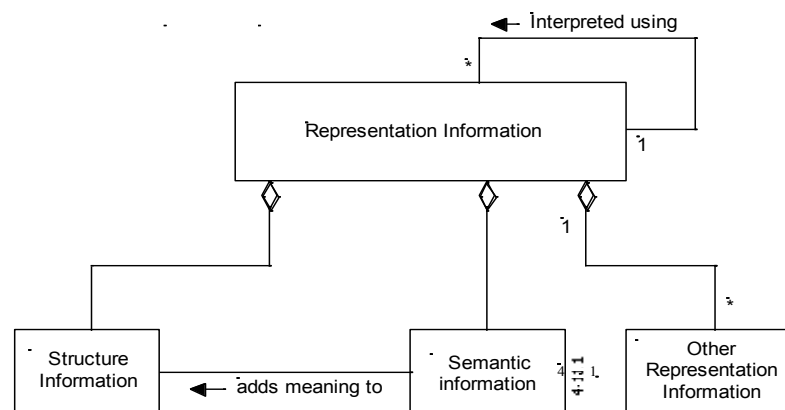 Interpreted using
*
Representation Information
1
1
*
Structure
Information
Semantic
information
Other
Representation
Information
adds meaning to